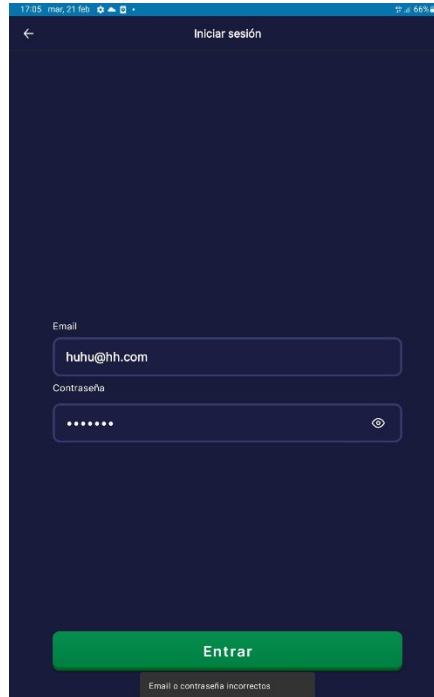 17:05 mar, 21 feb
66%
Iniciar sesión
Email
huhu@hh.com
Contraseña
Entrar
Email o contraseña incorrectos